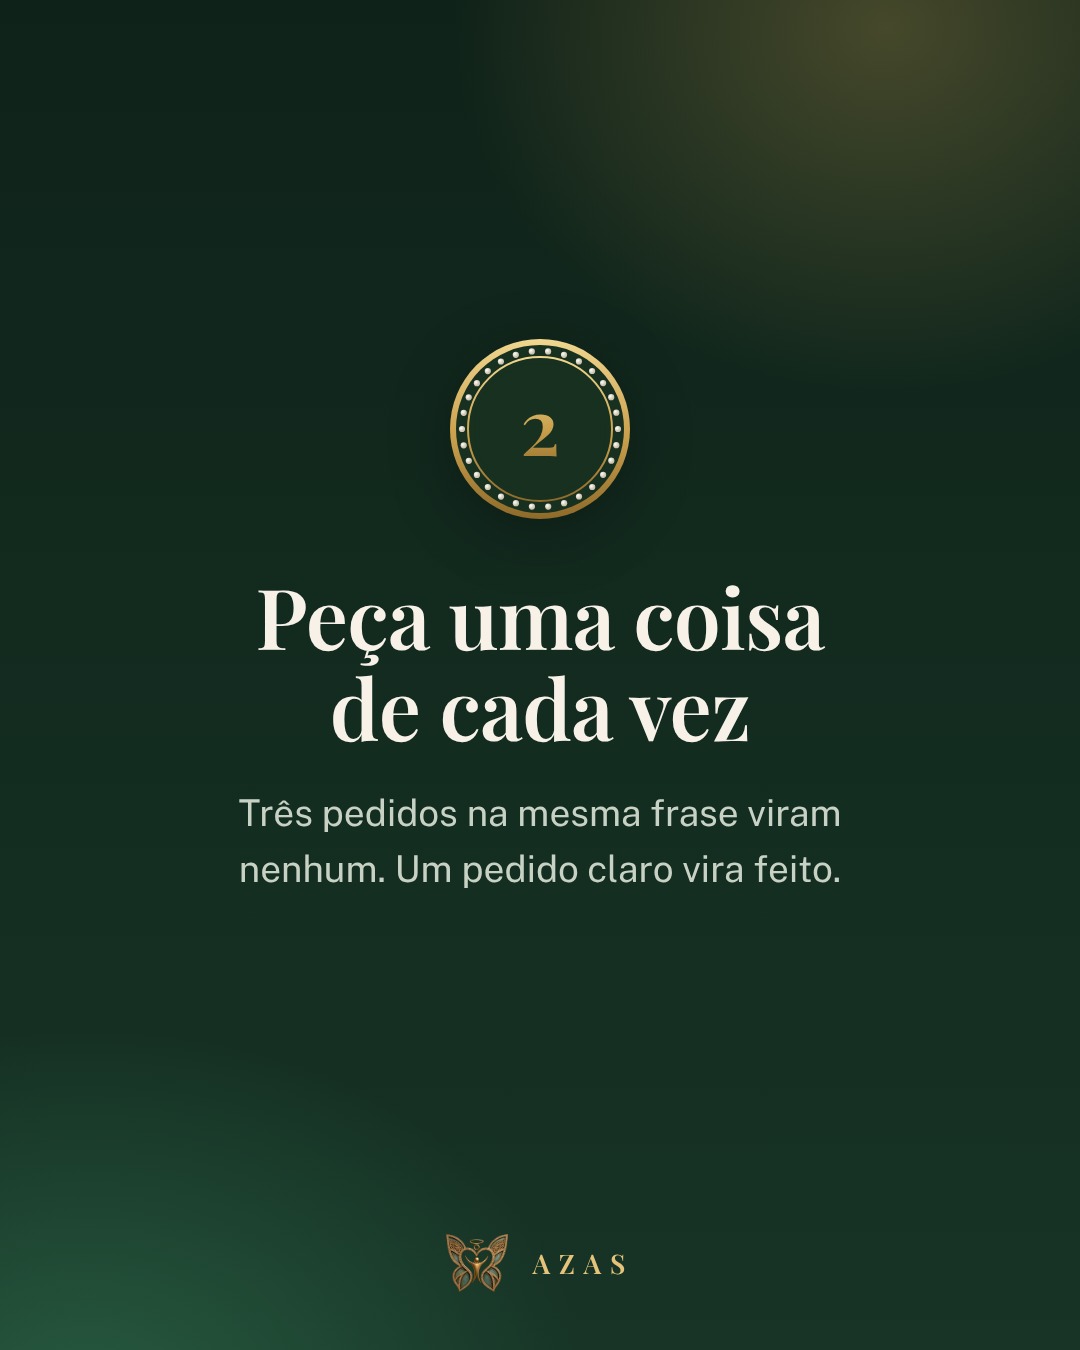 2
Peça uma coisa
de cada vez
Três pedidos na mesma frase viram
nenhum. Um pedido claro vira feito.
AZAS